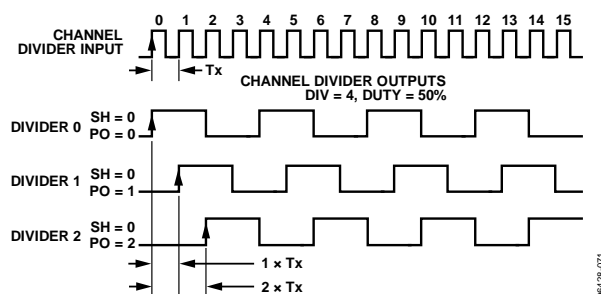 0 1 2 3 4 5 6 7 8 9 10 11 12 13 14 15
CHANNEL
DIVIDER INPUT
Tx
CHANNEL DIVIDER OUTPUTS
DIV = 4, DUTY = 50%
DIVIDER 0
SH = 0
PO = 0
DIVIDER 1
SH = 0
PO = 1
DIVIDER 2
SH = 0
PO = 2
1 × Tx
2 × Tx